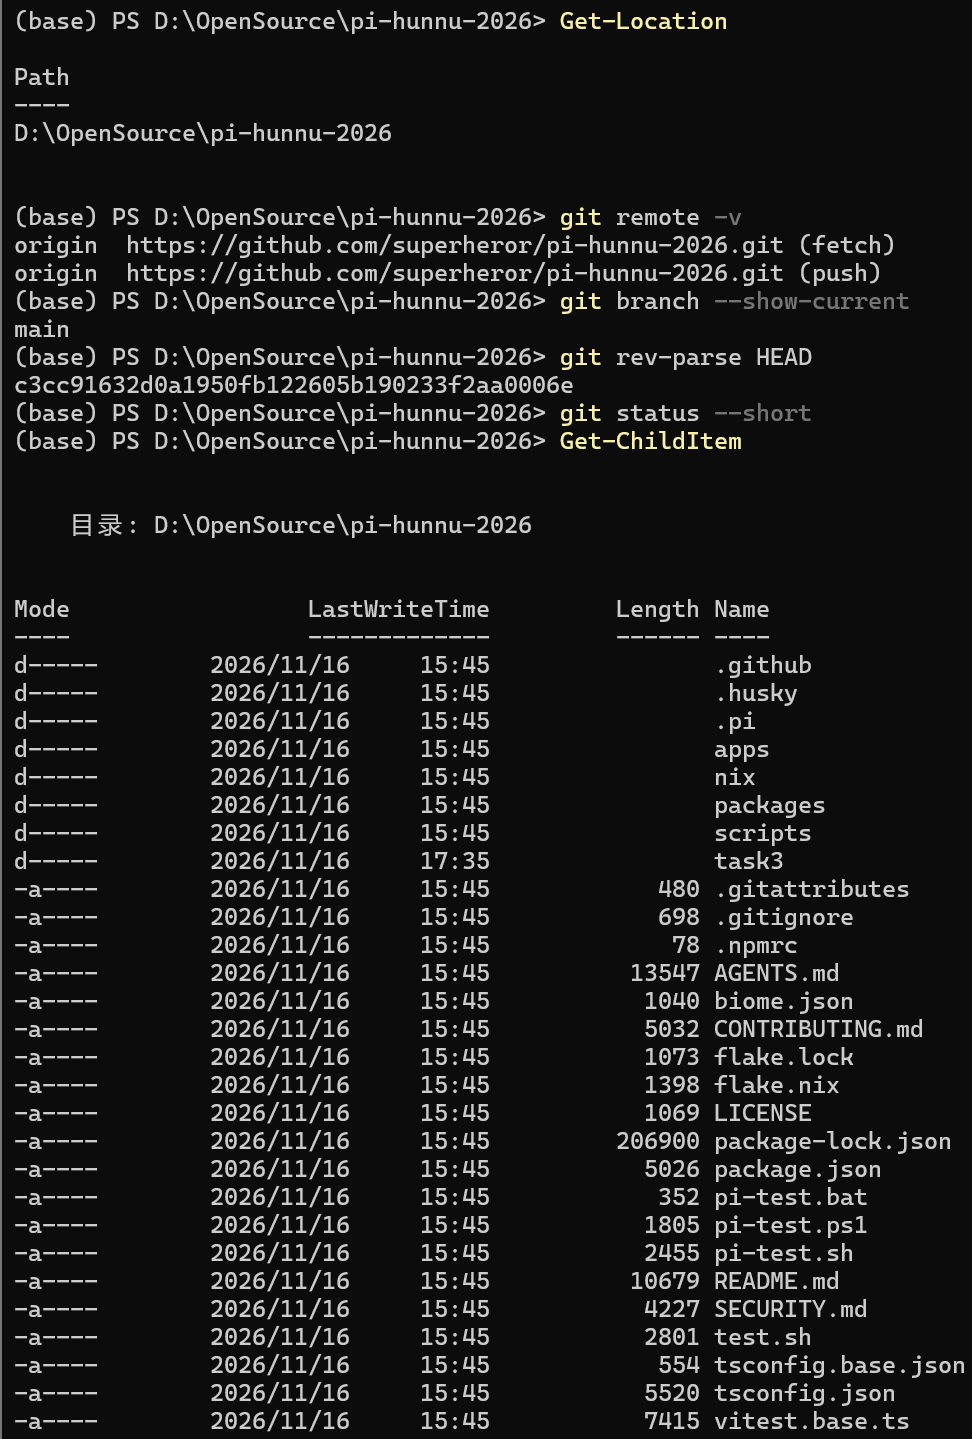 (base) PS D:\OpenSource\pi-hunnu-2026> Get-Location
Path
----
D:\OpenSource\pi-hunnu-2026
(base) PS D:\OpenSource\pi-hunnu-2026> git remote -v
origin  https://github.com/superheror/pi-hunnu-2026.git (fetch)
origin  https://github.com/superheror/pi-hunnu-2026.git (push)
(base) PS D:\OpenSource\pi-hunnu-2026> git branch --show-current
main
(base) PS D:\OpenSource\pi-hunnu-2026> git rev-parse HEAD
c3cc91632d0a1950fb122605b190233f2aa0006e
(base) PS D:\OpenSource\pi-hunnu-2026> git status --short
(base) PS D:\OpenSource\pi-hunnu-2026> Get-ChildItem
    目录: D:\OpenSource\pi-hunnu-2026
Mode                 LastWriteTime         Length Name
----                 -------------         ------ ----
d-----        2026/11/16     15:45                .github
d-----        2026/11/16     15:45                .husky
d-----        2026/11/16     15:45                .pi
d-----        2026/11/16     15:45                apps
d-----        2026/11/16     15:45                nix
d-----        2026/11/16     15:45                packages
d-----        2026/11/16     15:45                scripts
d-----        2026/11/16     17:35                task3
-a----        2026/11/16     15:45            480 .gitattributes
-a----        2026/11/16     15:45            698 .gitignore
-a----        2026/11/16     15:45             78 .npmrc
-a----        2026/11/16     15:45          13547 AGENTS.md
-a----        2026/11/16     15:45           1040 biome.json
-a----        2026/11/16     15:45           5032 CONTRIBUTING.md
-a----        2026/11/16     15:45           1073 flake.lock
-a----        2026/11/16     15:45           1398 flake.nix
-a----        2026/11/16     15:45           1069 LICENSE
-a----        2026/11/16     15:45         206900 package-lock.json
-a----        2026/11/16     15:45           5026 package.json
-a----        2026/11/16     15:45            352 pi-test.bat
-a----        2026/11/16     15:45           1805 pi-test.ps1
-a----        2026/11/16     15:45           2455 pi-test.sh
-a----        2026/11/16     15:45          10679 README.md
-a----        2026/11/16     15:45           4227 SECURITY.md
-a----        2026/11/16     15:45           2801 test.sh
-a----        2026/11/16     15:45            554 tsconfig.base.json
-a----        2026/11/16     15:45           5520 tsconfig.json
-a----        2026/11/16     15:45           7415 vitest.base.ts